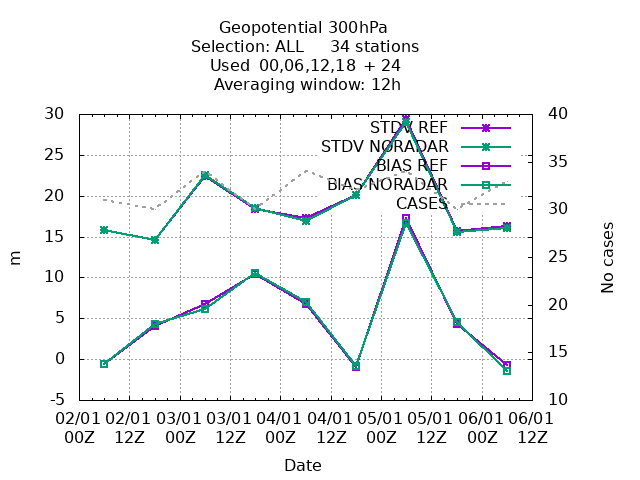 Geopotential 300hPa
Selection: ALL     34 stations
Used  00,06,12,18 + 24
Averaging window: 12h
STDV REF
STDV NORADAR
BIAS REF
BIAS NORADAR
CASES
30
25
20
15
10
5
0
-5
m
40
35
30
25
20
15
10
No cases
02/01 02/01 03/01 03/01 04/01 04/01 05/01 05/01 06/01 06/01
00Z 12Z 00Z 12Z 00Z 12Z 00Z 12Z 00Z 12Z
Date